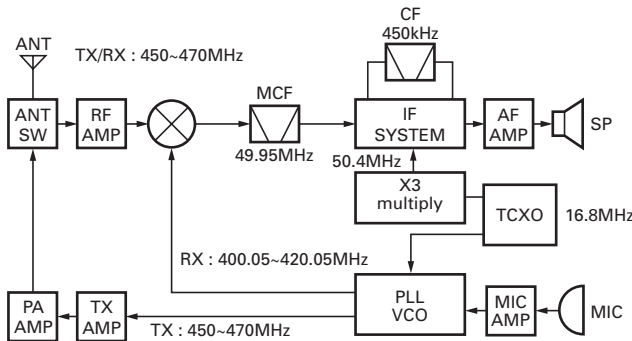 ANT
TX/RX : 450~470MHz
CF
450kHz
MCF
ANT
SW
RF
AMP
IF
SYSTEM
AF
AMP
SP
49.95MHz
50.4MHz
X3
multiply
TCXO
16.8MHz
RX : 400.05~420.05MHz
PA
AMP
TX
AMP
PLL
VCO
MIC
AMP
MIC
TX : 450~470MHz